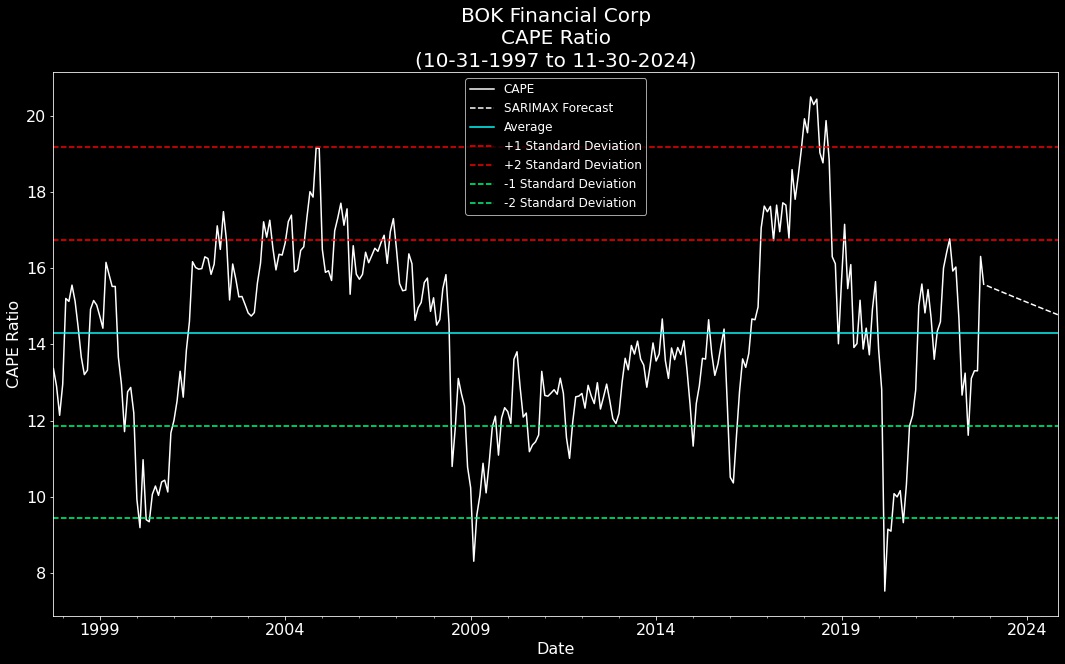 BOK Financial Corp
CAPE Ratio
(10-31-1997 to 11-30-2024)
CAPE
SARIMAX Forecast
Average
+1 Standard Deviation
+2 Standard Deviation
-1 Standard Deviation
-2 Standard Deviation
CAPE Ratio
20
18
16
14
12
10
8
1999
2004
2009
2014
2019
2024
Date